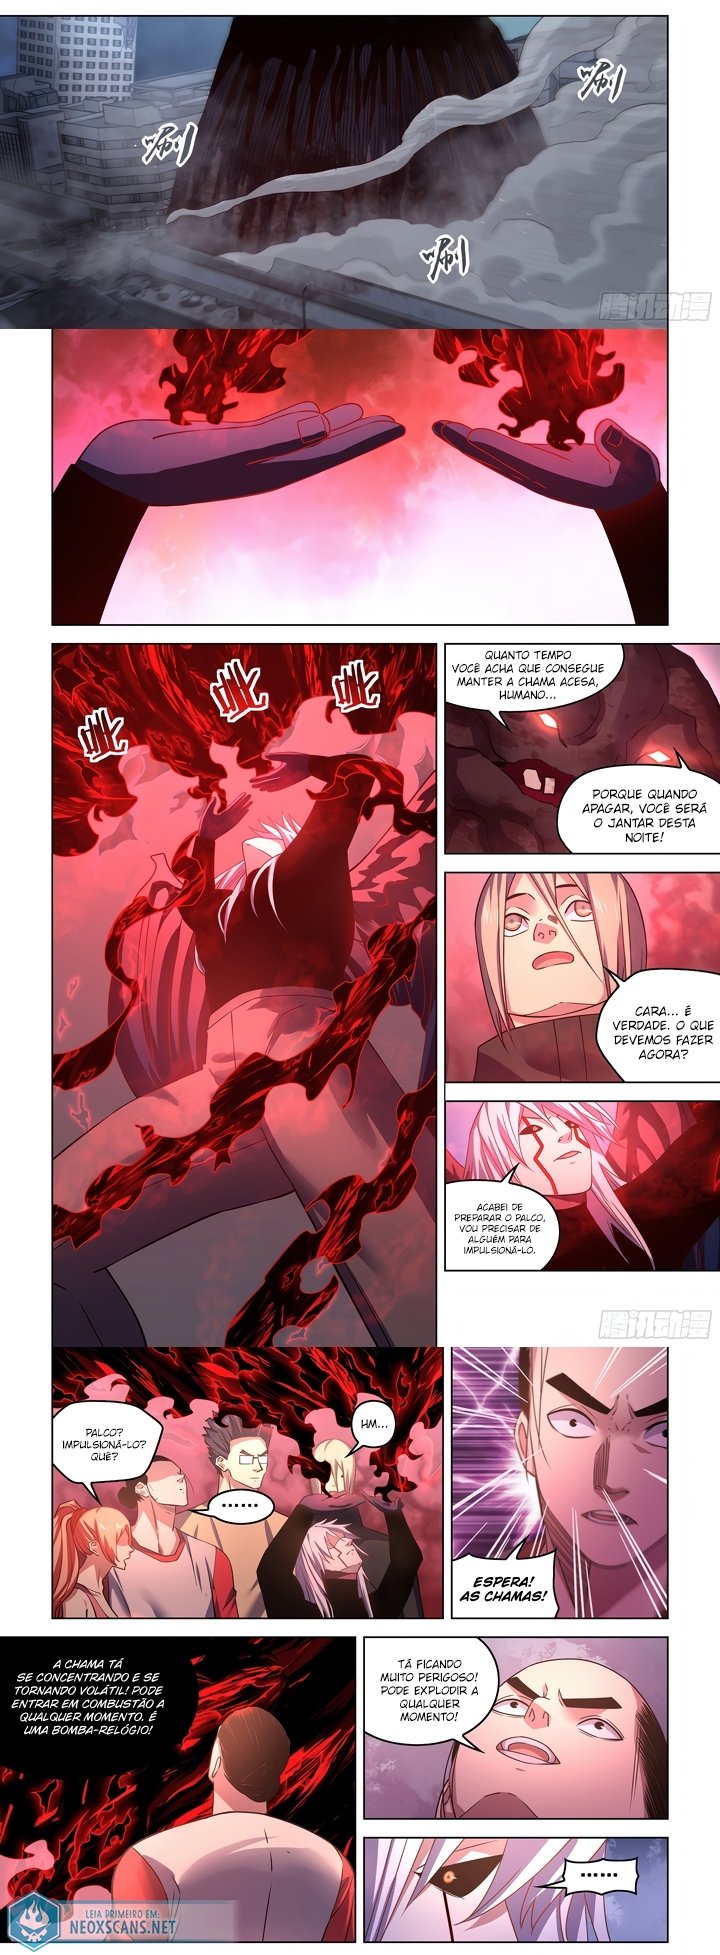 唰
唰
唰
腾讯动漫
呲
呲
呲
QUANTO TEMPO
VOCÊ ACHA QUE CONSEGUE
MANTER A CHAMA ACESA,
HUMANO...
PORQUE QUANDO
APAGAR, VOCÊ SERÁ
O JANTAR DESTA
NOITE!
CARA... É
VERDADE. O QUE
DEVEMOS FAZER
AGORA?
ACABEI DE
PREPARAR O PALCO,
VOU PRECISAR DE
ALGUÉM PARA
IMPULSIONÁ-LO.
腾讯动漫
PALCO?
IMPULSIONÁ-LO?
QUÊ?
HM...
......
ESPERA!
AS CHAMAS!
A CHAMA TÁ
SE CONCENTRANDO E SE
TORNANDO VOLÁTIL! PODE
ENTRAR EM COMBUSTÃO A
QUALQUER MOMENTO. É
UMA BOMBA-RELÓGIO!
TÁ FICANDO
MUITO PERIGOSO!
PODE EXPLODIR A
QUALQUER
MOMENTO!
......
LEIA PRIMEIRO EM:
NEOXSCANS.NET